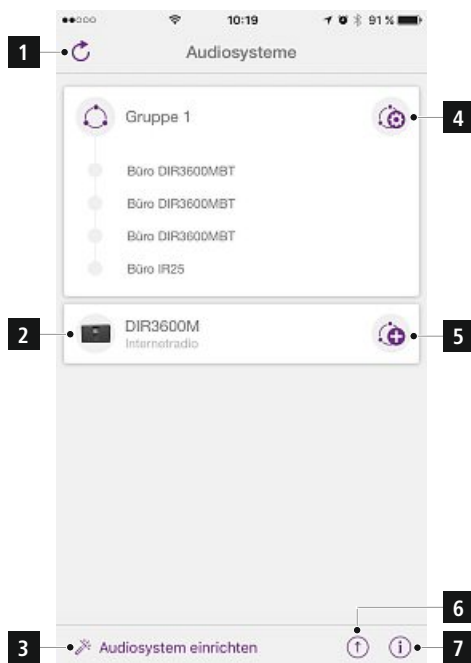 10:19 91 %
1 Audiosysteme
Gruppe 1 4
Büro DIR3600MBT
Büro DIR3600MBT
Büro DIR3600MBT
Büro IR25
2 DIR3600M 5
Internetradio
6
3 Audiosystem einrichten 7